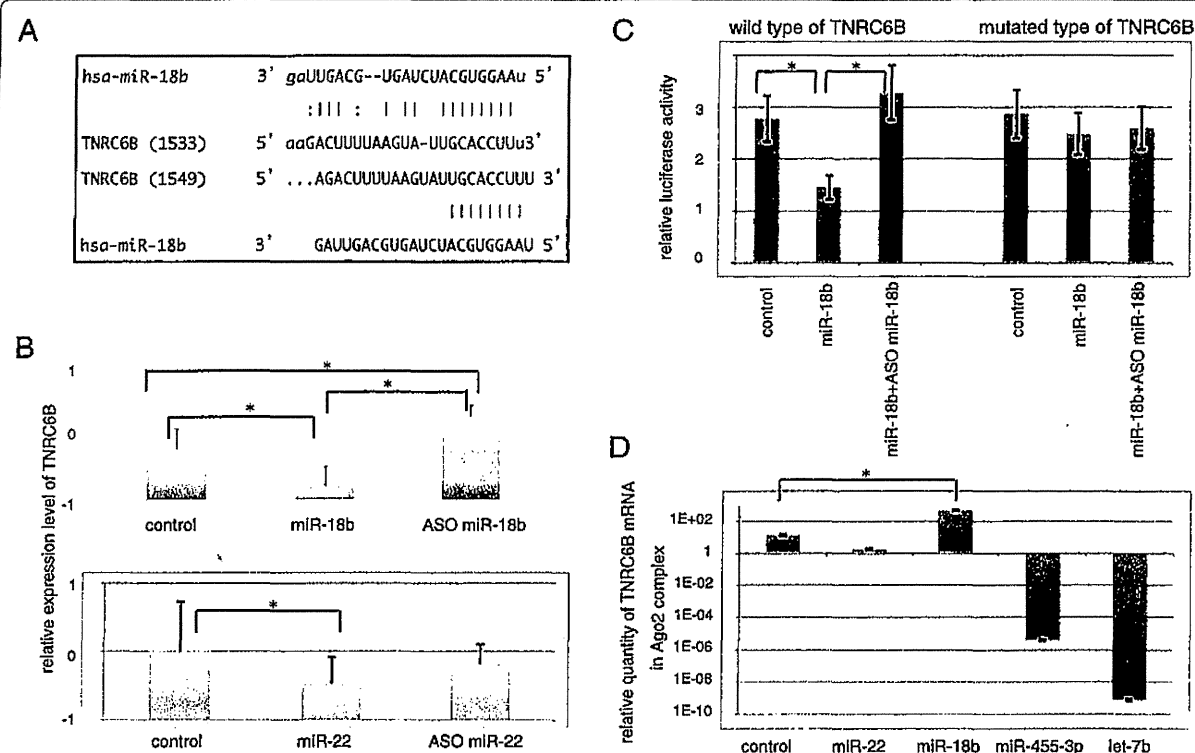 A
hsa-miR-18b 3' gaUUGACG--UGAUCUACGUGGAAu 5'
:||| : | || ||||||||
TNRC6B (1533) 5' aaGACUUUUAAGUA-UUGCACCUUu3'
TNRC6B (1549) 5' ...AGACUUUUAAGUAUUGCACCUUU 3'
||||||||
hsa-miR-18b 3' GAUUGACGUGAUCUACGUGGAAU 5'
B
relative expression level of TNRC6B
1
0
-1
*
*
*
control miR-18b ASO miR-18b
1
0
-1
*
control miR-22 ASO miR-22
C
wild type of TNRC6B mutated type of TNRC6B
relative luciferase activity
3
2
1
0
* *
control
miR-18b
miR-18b+ASO miR-18b
control
miR-18b
miR-18b+ASO miR-18b
D
relative quantity of TNRC6B mRNA
in Ago2 complex
*
1E+02
1
1E-02
1E-04
1E-06
1E-08
1E-10
control miR-22 miR-18b miR-455-3p let-7b